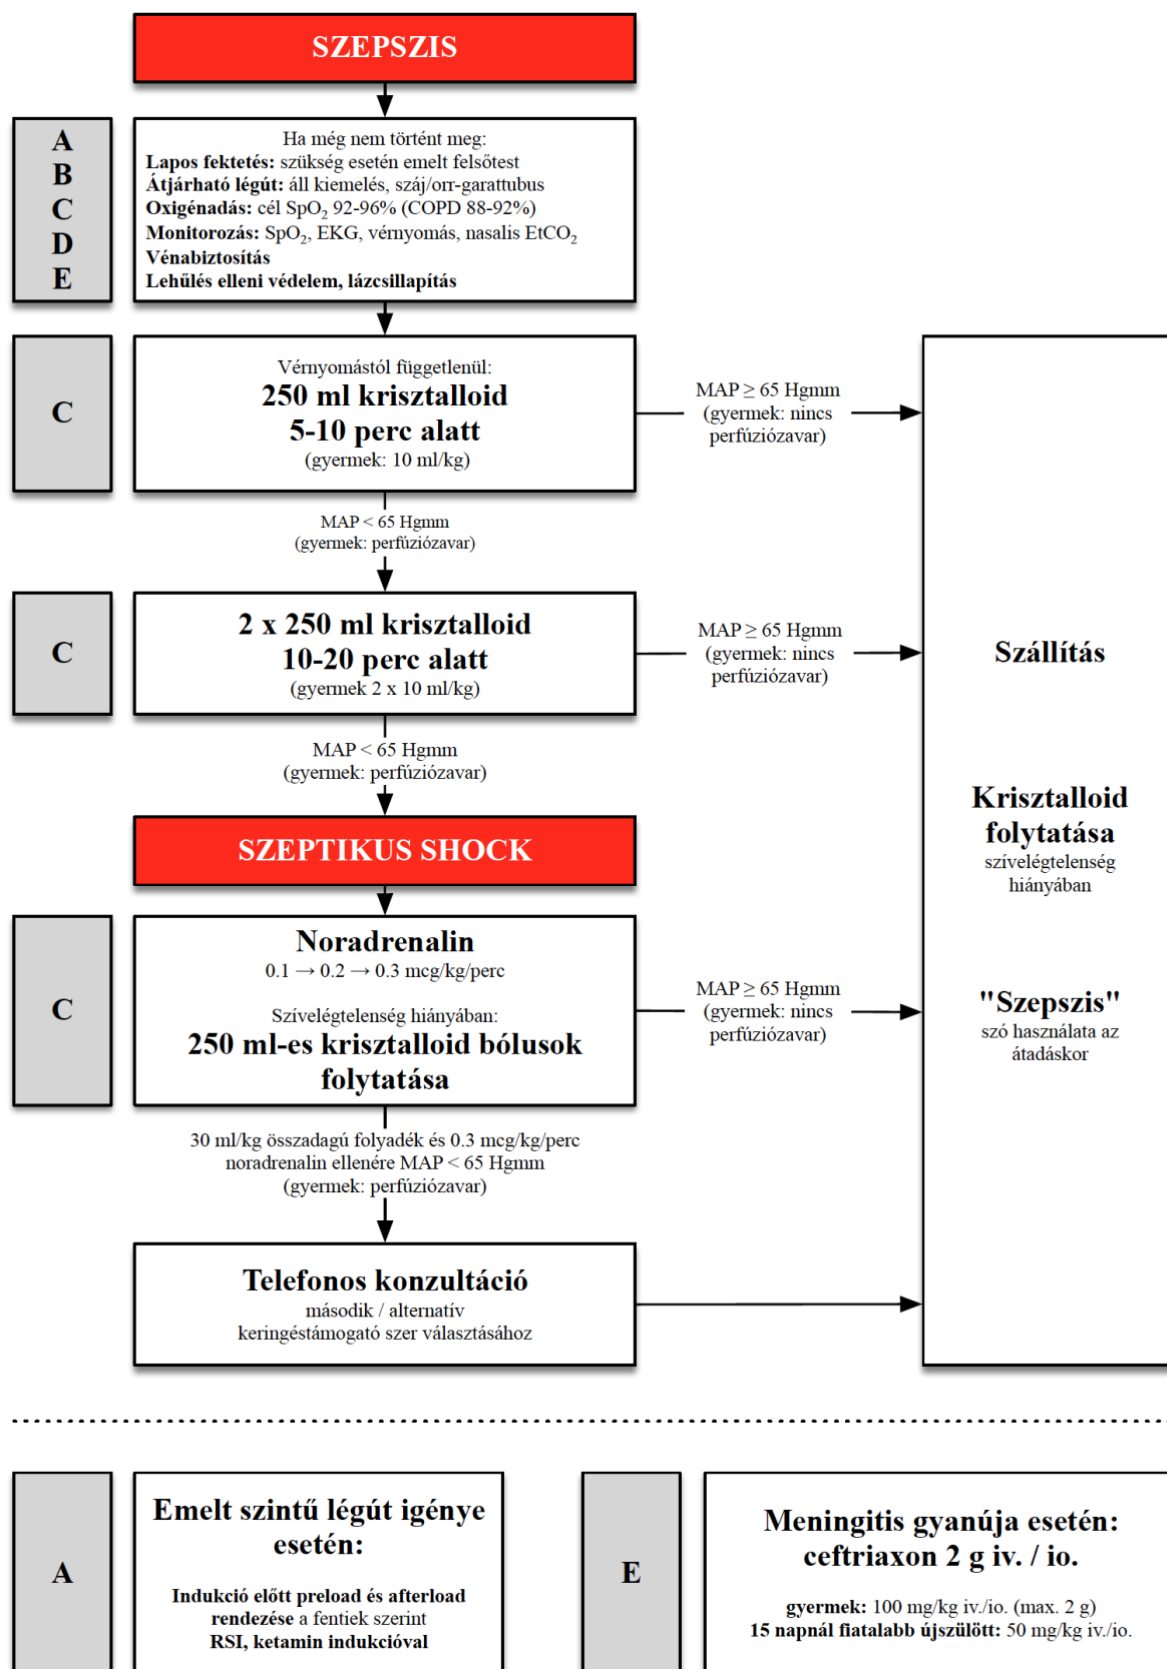 SZEPSZIS
A
B
C
D
E
Ha még nem történt meg:
Lapos fektetés: szükség esetén emelt felsőtest
Átjárható légút: áll kiemelés, száj/orr-garattubus
Oxigénadás: cél SpO₂ 92-96% (COPD 88-92%)
Monitorozás: SpO₂, EKG, vérnyomás, nasalis EtCO₂
Vénabiztosítás
Lehűlés elleni védelem, lázcsillapítás
C
Vérnyomástól függetlenül:
250 ml krisztalloid
5-10 perc alatt
(gyermek: 10 ml/kg)
MAP ≥ 65 Hgmm
(gyermek: nincs
perfúziózavar)
MAP < 65 Hgmm
(gyermek: perfúziózavar)
C
2 x 250 ml krisztalloid
10-20 perc alatt
(gyermek 2 x 10 ml/kg)
MAP ≥ 65 Hgmm
(gyermek: nincs
perfúziózavar)
MAP < 65 Hgmm
(gyermek: perfúziózavar)
SZEPTIKUS SHOCK
C
Noradrenalin
0.1 → 0.2 → 0.3 mcg/kg/perc
Szívelégtelenség hiányában:
250 ml-es krisztalloid bólusok
folytatása
MAP ≥ 65 Hgmm
(gyermek: nincs
perfúziózavar)
30 ml/kg összadagú folyadék és 0.3 mcg/kg/perc
noradrenalin ellenére MAP < 65 Hgmm
(gyermek: perfúziózavar)
Telefonos konzultáció
második / alternatív
keringéstámogató szer választásához
Szállítás
Krisztalloid
folytatása
szívelégtelenség
hiányában
"Szepszis"
szó használata az
átadáskor
A
Emelt szintű légút igénye
esetén:
Indukció előtt preload és afterload
rendezése a fentiek szerint
RSI, ketamin indukcióval
E
Meningitis gyanúja esetén:
ceftriaxon 2 g iv. / io.
gyermek: 100 mg/kg iv./io. (max. 2 g)
15 napnál fiatalabb újszülött: 50 mg/kg iv./io.